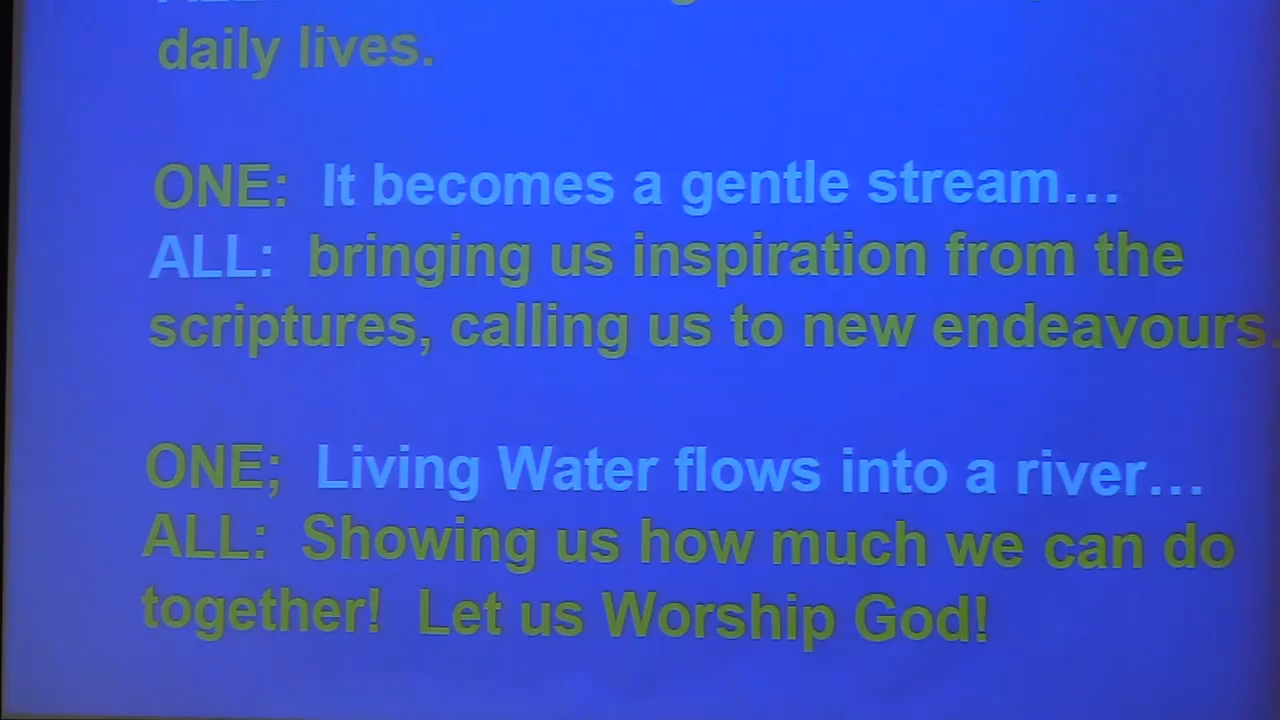 daily lives.
ONE: It becomes a gentle stream…
ALL: bringing us inspiration from the
scriptures, calling us to new endeavours.
ONE; Living Water flows into a river…
ALL: Showing us how much we can do
together! Let us Worship God!